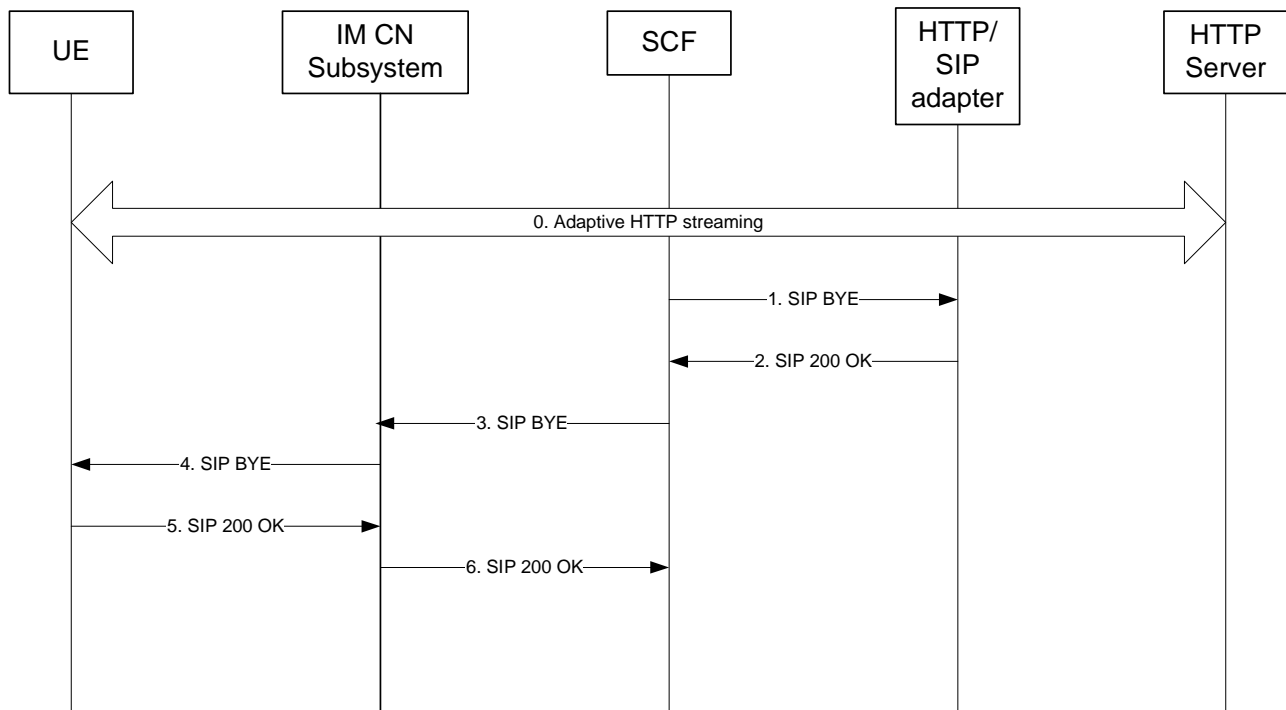 UE
IM CN
Subsystem
SCF
HTTP/
SIP
adapter
HTTP
Server
0. Adaptive HTTP streaming
1. SIP BYE
2. SIP 200 OK
3. SIP BYE
4. SIP BYE
5. SIP 200 OK
6. SIP 200 OK